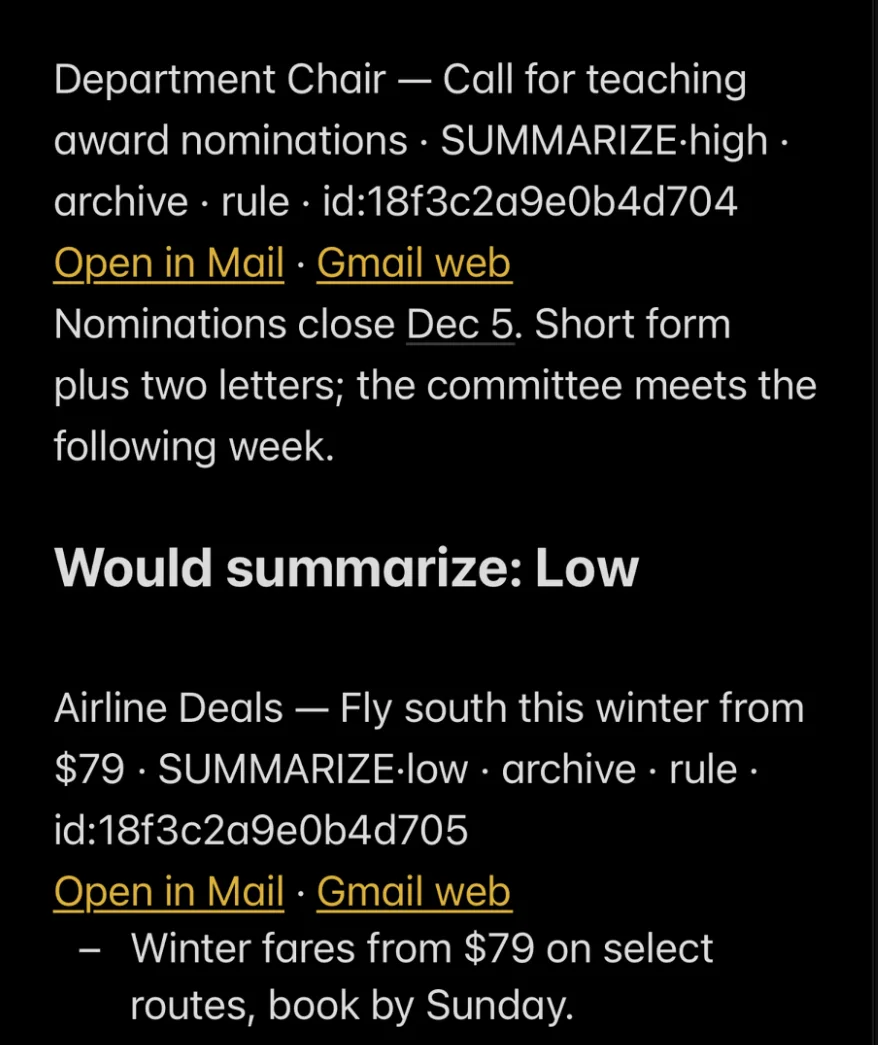 Department Chair — Call for teaching
award nominations · SUMMARIZE·high ·
archive · rule · id:18f3c2a9e0b4d704
Open in Mail · Gmail web
Nominations close Dec 5. Short form
plus two letters; the committee meets the
following week.
Would summarize: Low
Airline Deals — Fly south this winter from
$79 · SUMMARIZE·low · archive · rule ·
id:18f3c2a9e0b4d705
Open in Mail · Gmail web
– Winter fares from $79 on select
routes, book by Sunday.